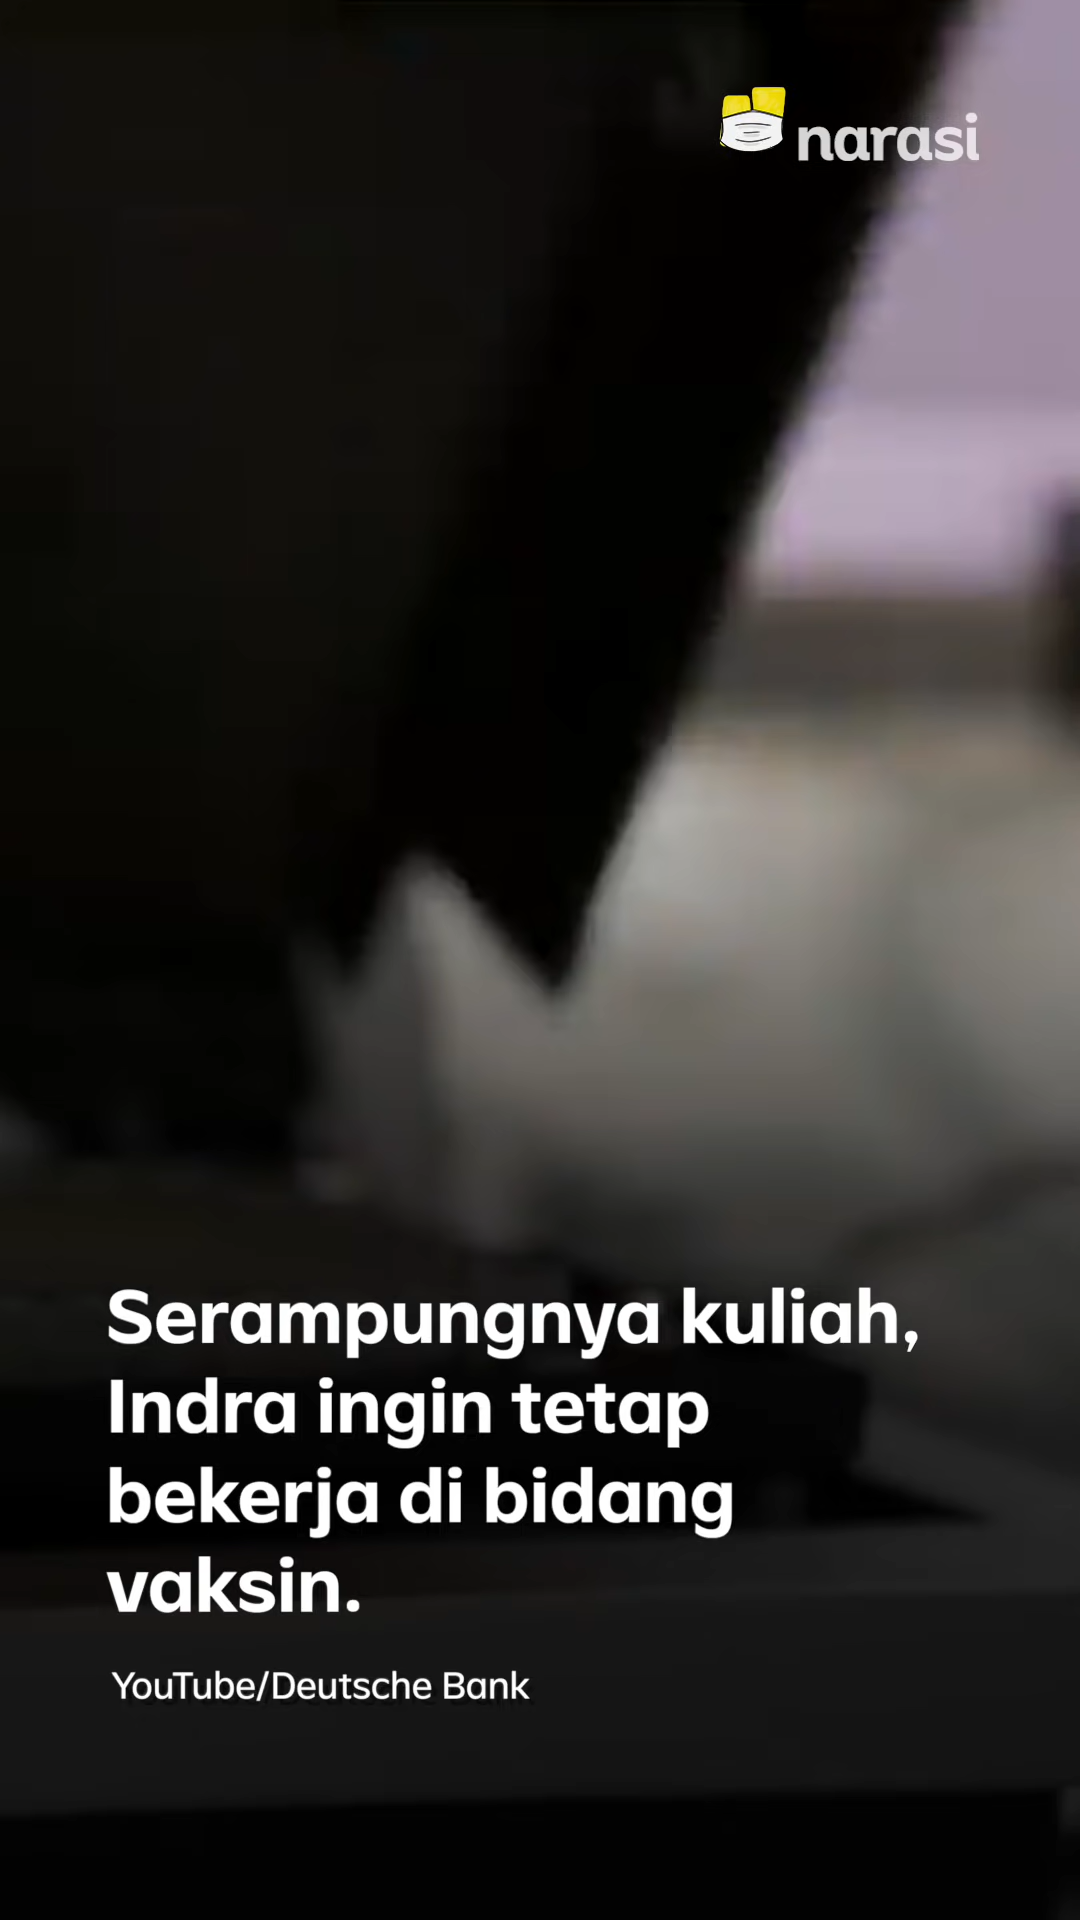 narasi
Serampungnya kuliah,
Indra ingin tetap
bekerja di bidang
vaksin.
YouTube/Deutsche Bank